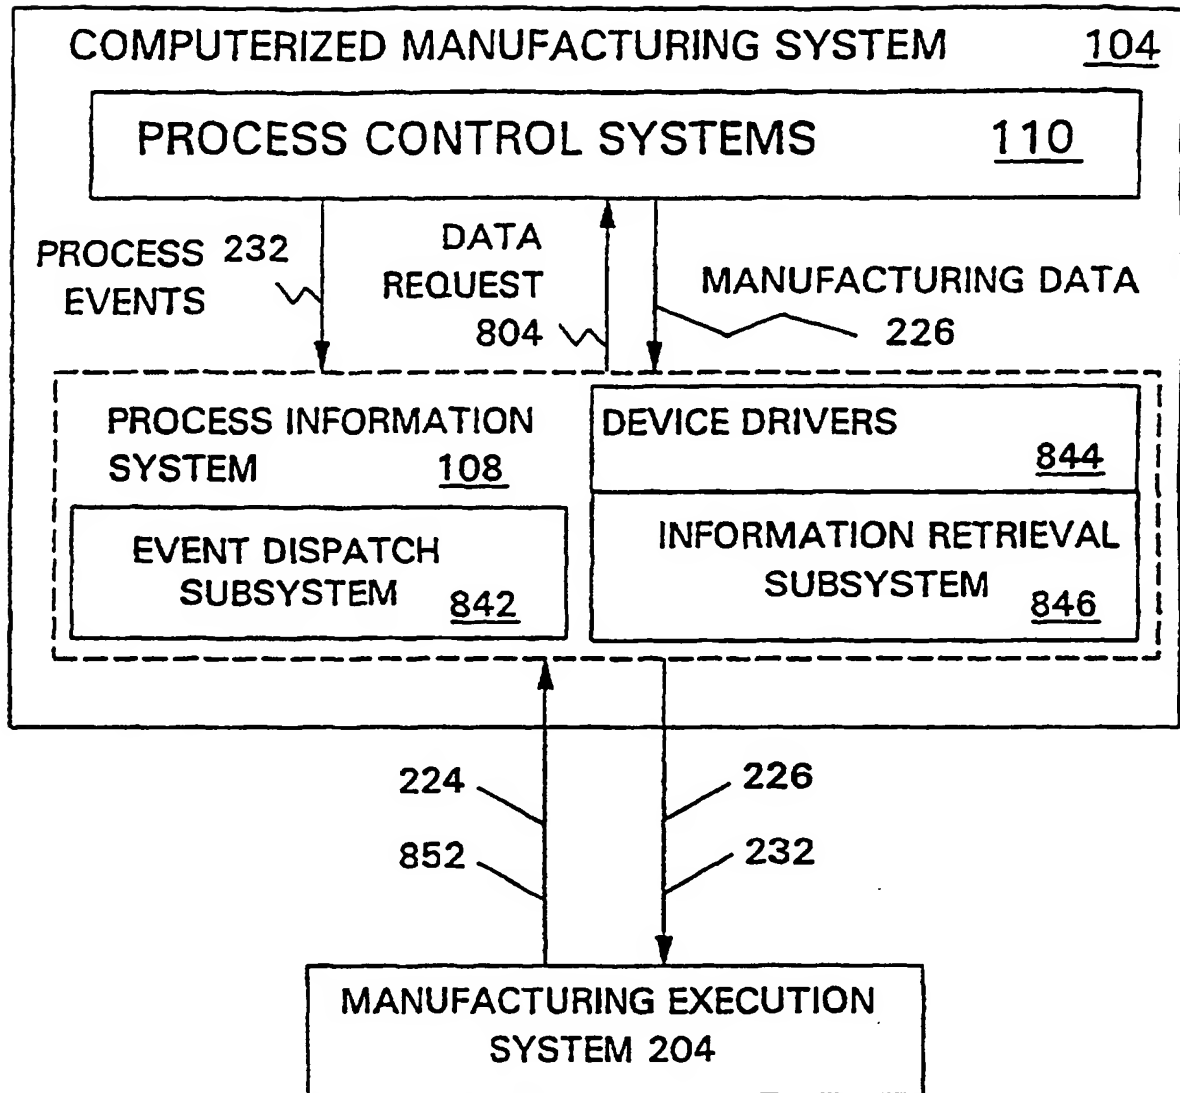 COMPUTERIZED MANUFACTURING SYSTEM 104
PROCESS CONTROL SYSTEMS 110
PROCESS 232
EVENTS
DATA
REQUEST
804
MANUFACTURING DATA
226
PROCESS INFORMATION
SYSTEM 108
DEVICE DRIVERS
844
EVENT DISPATCH
SUBSYSTEM 842
INFORMATION RETRIEVAL
SUBSYSTEM
846
224
852
226
232
MANUFACTURING EXECUTION
SYSTEM 204